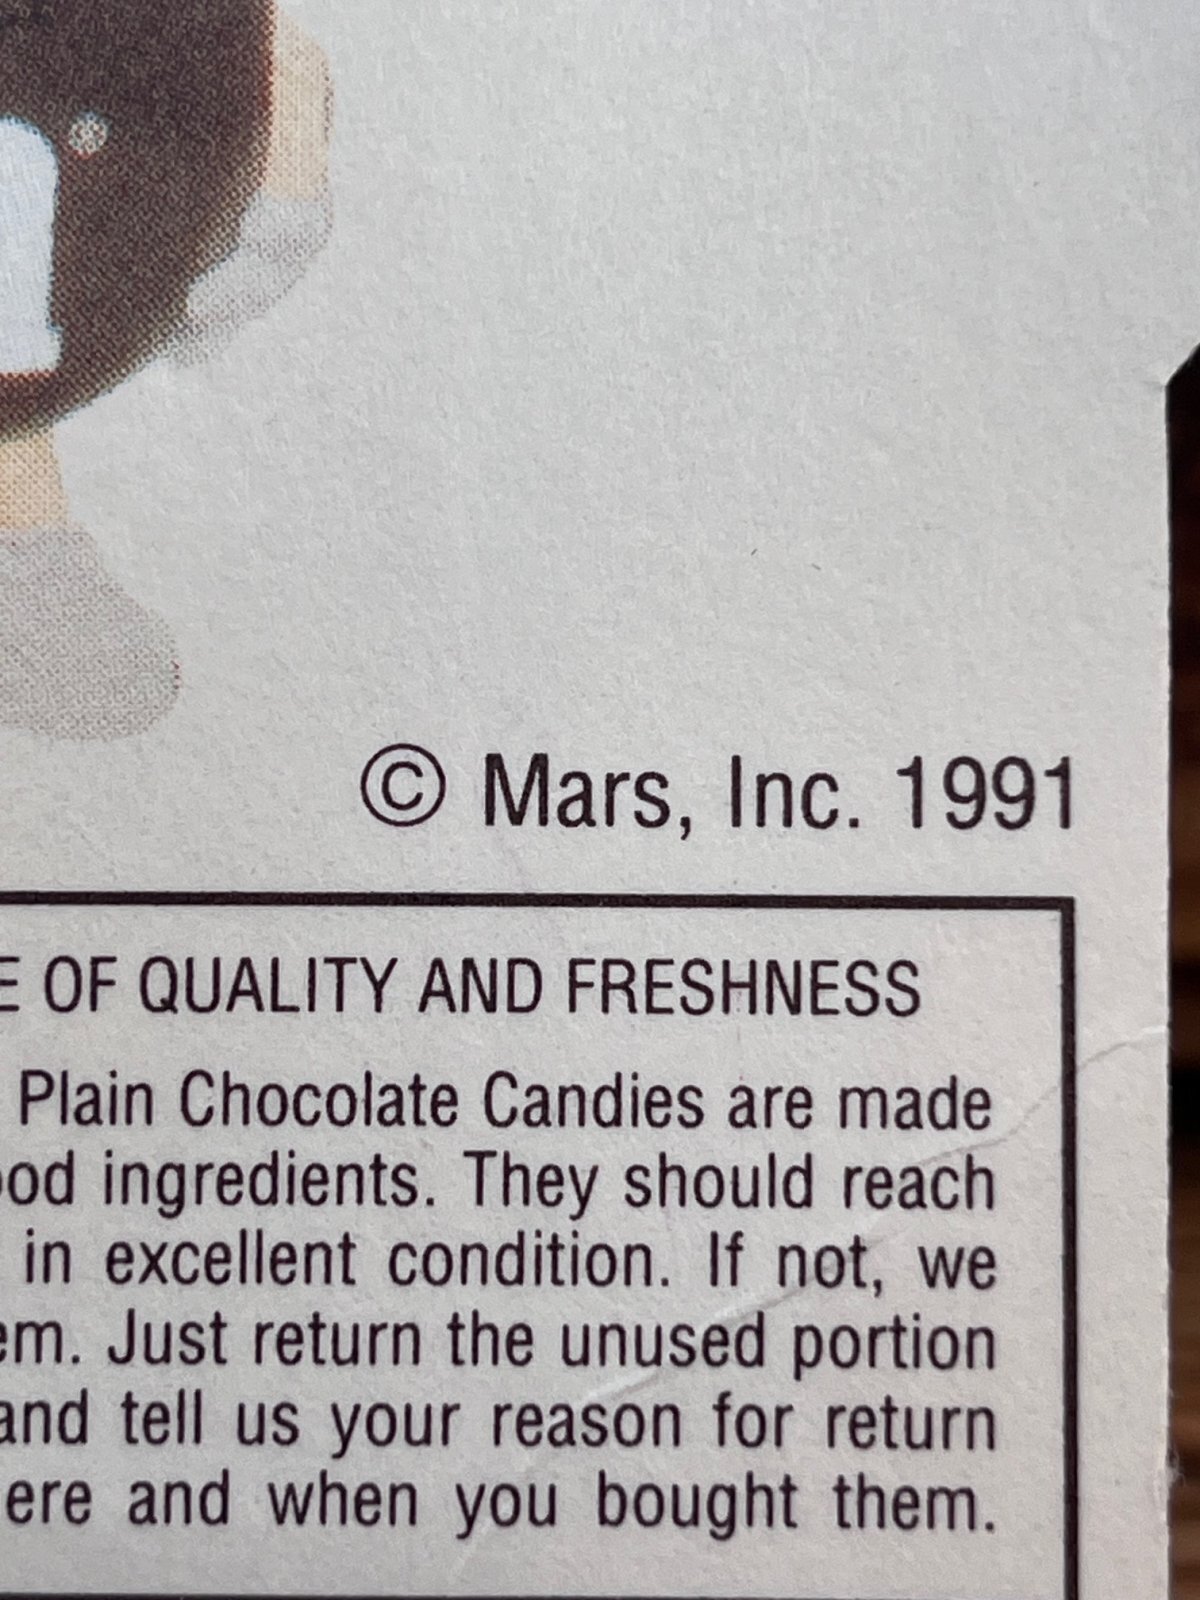 © Mars, Inc. 1991
E OF QUALITY AND FRESHNESS
Plain Chocolate Candies are made
ood ingredients. They should reach
in excellent condition. If not, we
em. Just return the unused portion
and tell us your reason for return
ere and when you bought them.